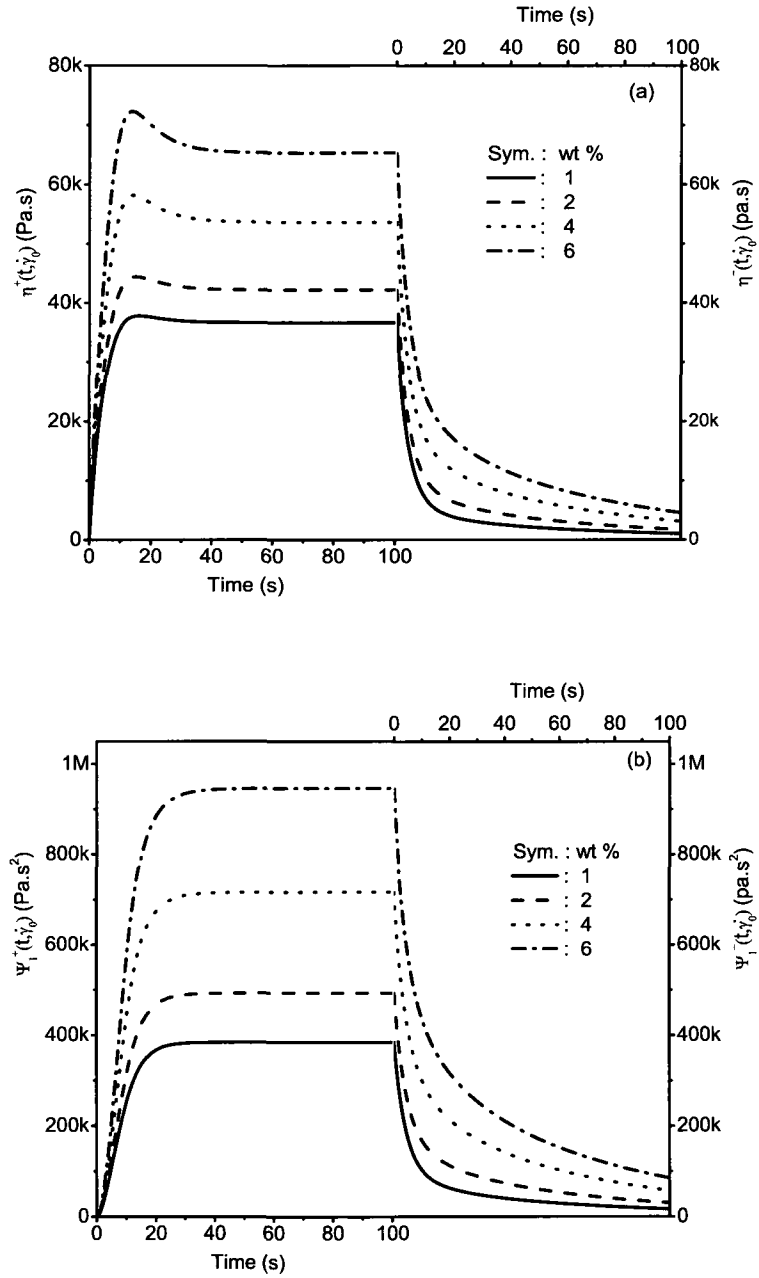 Time (s)
0 20 40 60 80 100
80k 80k
(a)
Sym. : wt %
: 1
: 2
: 4
: 6
60k 60k
40k 40k
20k 20k
0 0
η⁺(t,γ̇₀) (Pa.s)
η⁻(t,γ̇₀) (pa.s)
0 20 40 60 80 100
Time (s)
Time (s)
0 20 40 60 80 100
1M 1M
(b)
Sym. : wt %
: 1
: 2
: 4
: 6
800k 800k
600k 600k
400k 400k
200k 200k
0 0
Ψ₁⁺(t,γ̇₀) (Pa.s²)
Ψ₁⁻(t,γ̇₀) (pa.s²)
0 20 40 60 80 100
Time (s)